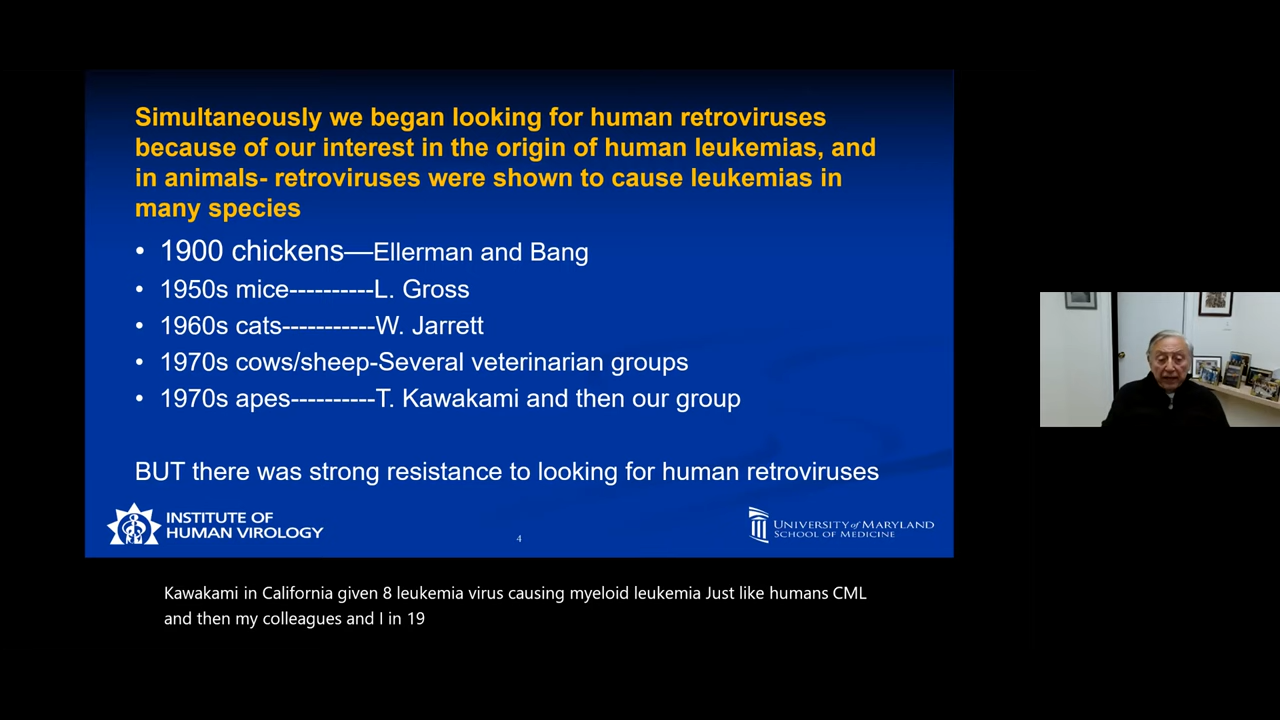 Simultaneously we began looking for human retroviruses
because of our interest in the origin of human leukemias, and
in animals- retroviruses were shown to cause leukemias in
many species
• 1900 chickens—Ellerman and Bang
• 1950s mice----------L. Gross
• 1960s cats-----------W. Jarrett
• 1970s cows/sheep-Several veterinarian groups
• 1970s apes----------T. Kawakami and then our group
BUT there was strong resistance to looking for human retroviruses
INSTITUTE OF
HUMAN VIROLOGY
4
UNIVERSITY of MARYLAND
SCHOOL OF MEDICINE
Kawakami in California given 8 leukemia virus causing myeloid leukemia Just like humans CML
and then my colleagues and I in 19